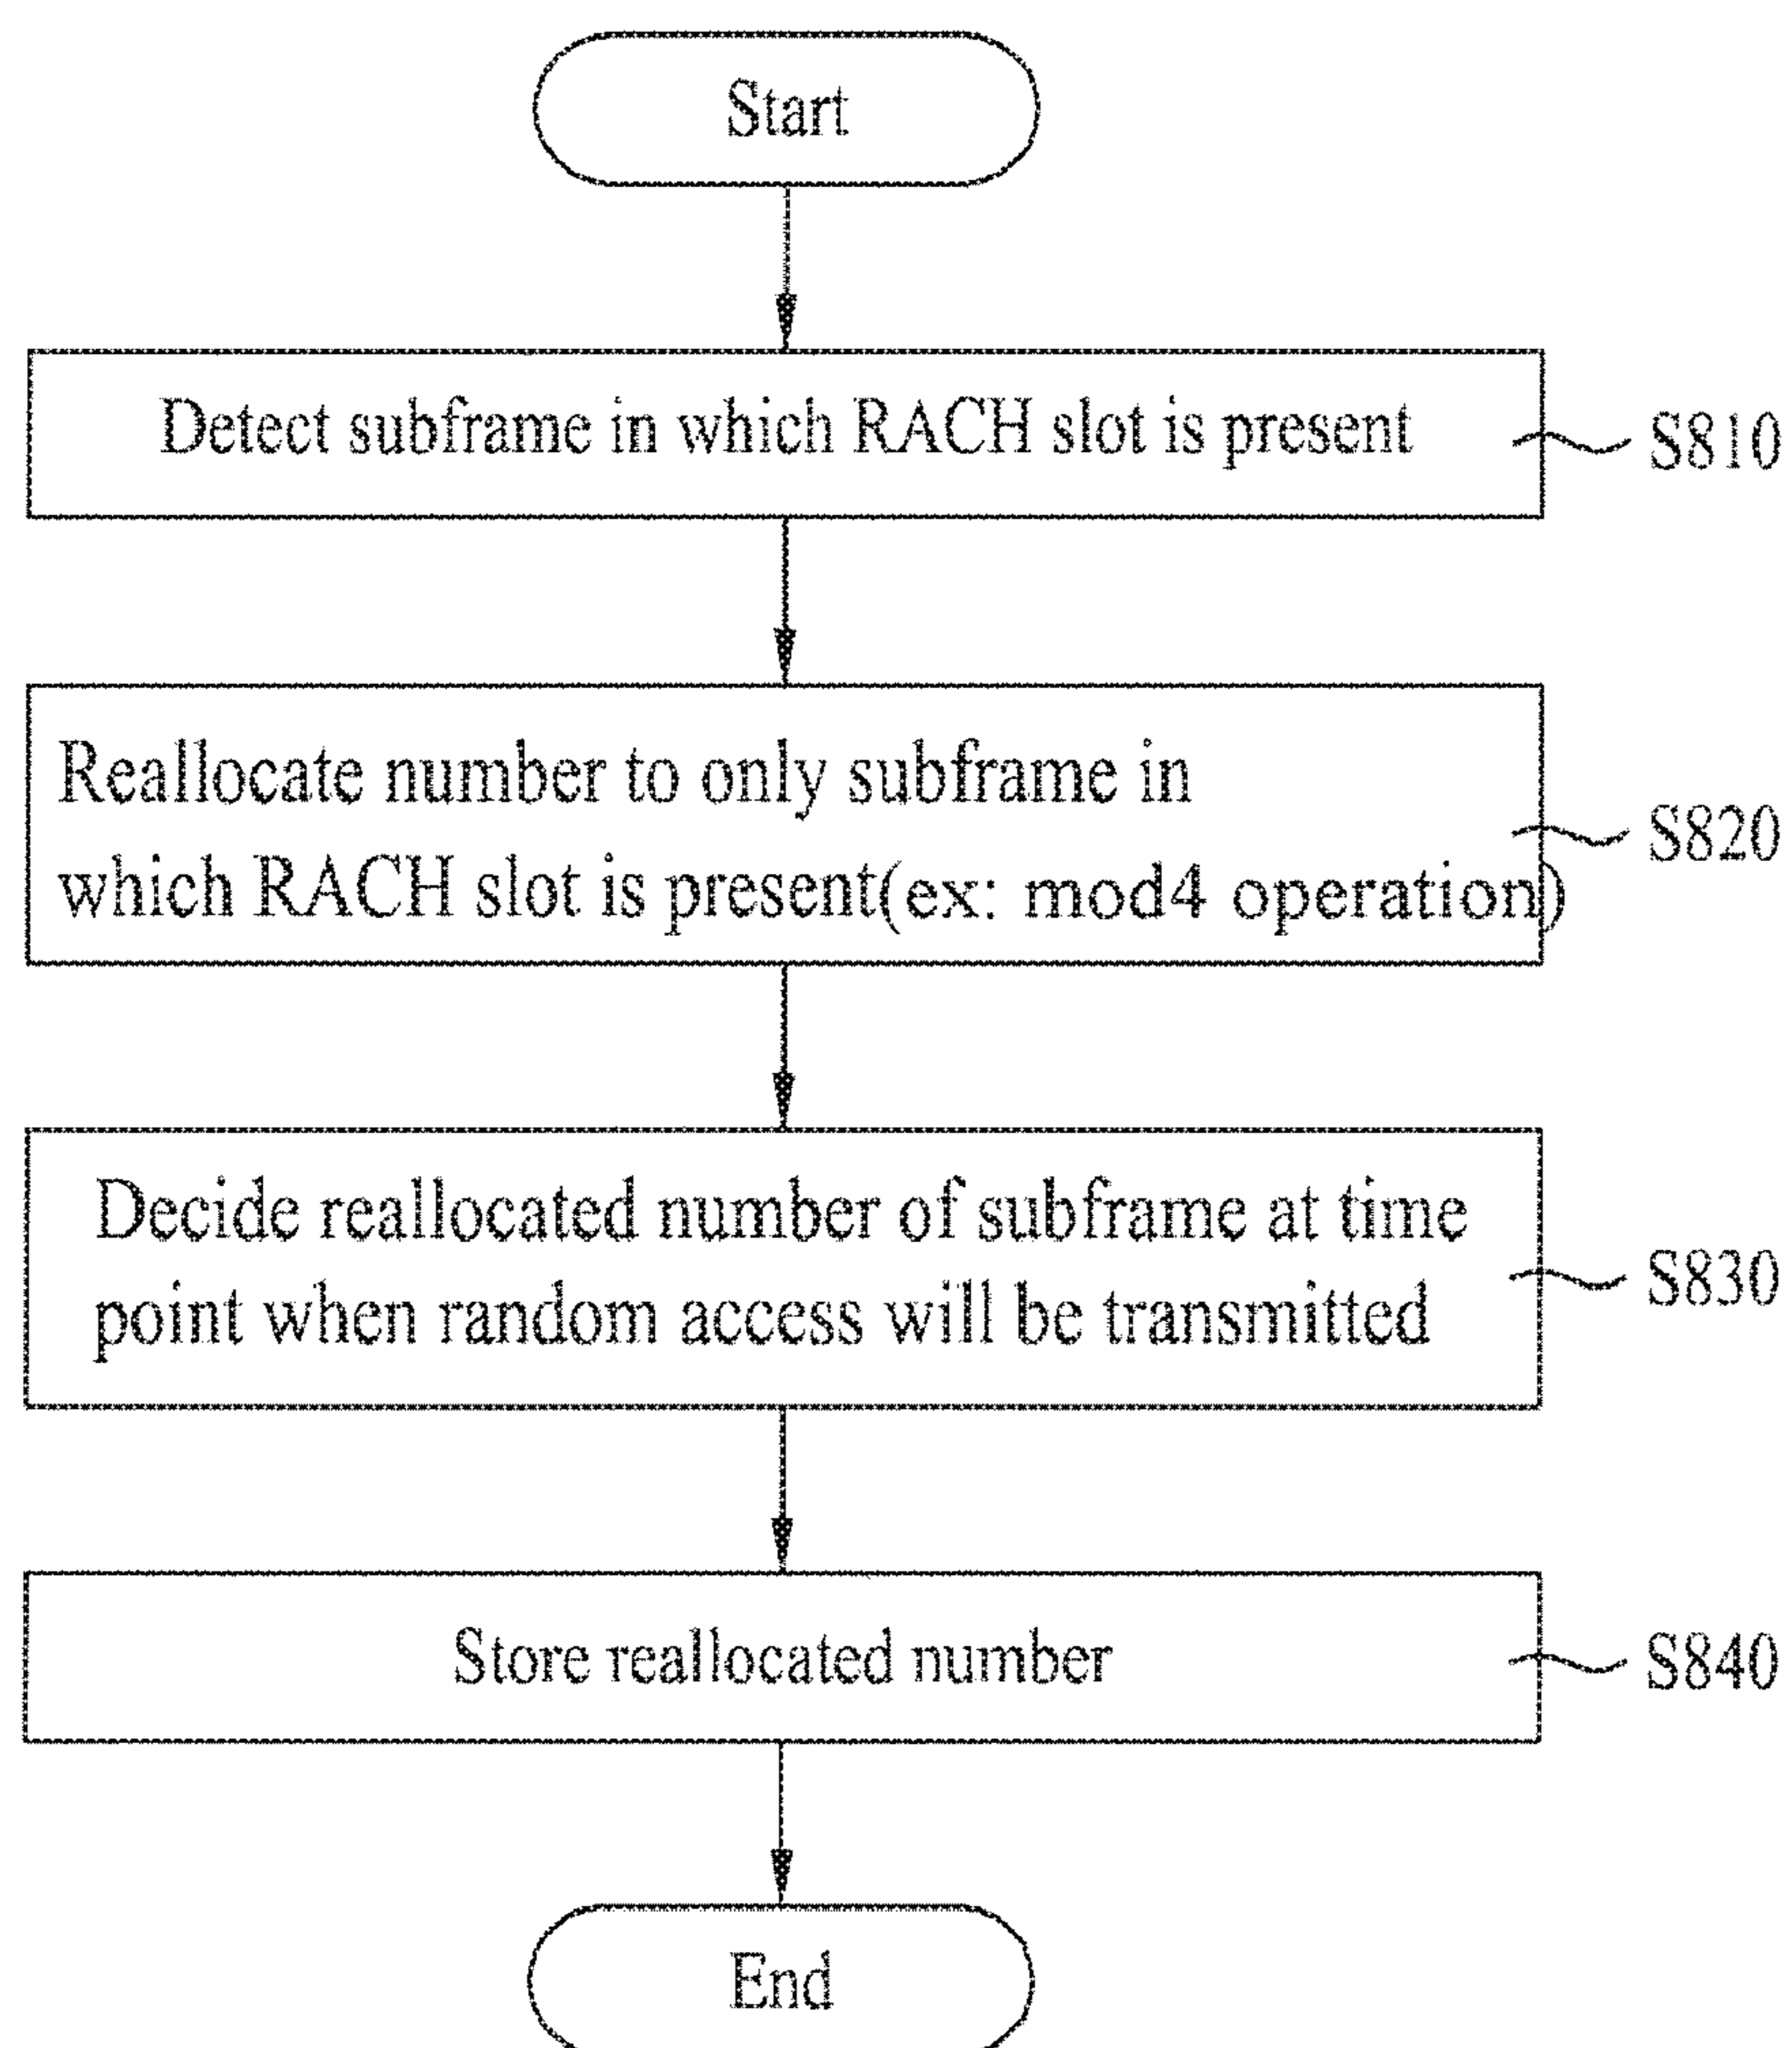 Start
Detect subframe in which RACH slot is present
S810
Reallocate number to only subframe in
which RACH slot is present(ex: mod4 operation)
S820
Decide reallocated number of subframe at time
point when random access will be transmitted
S830
Store reallocated number
S840
End